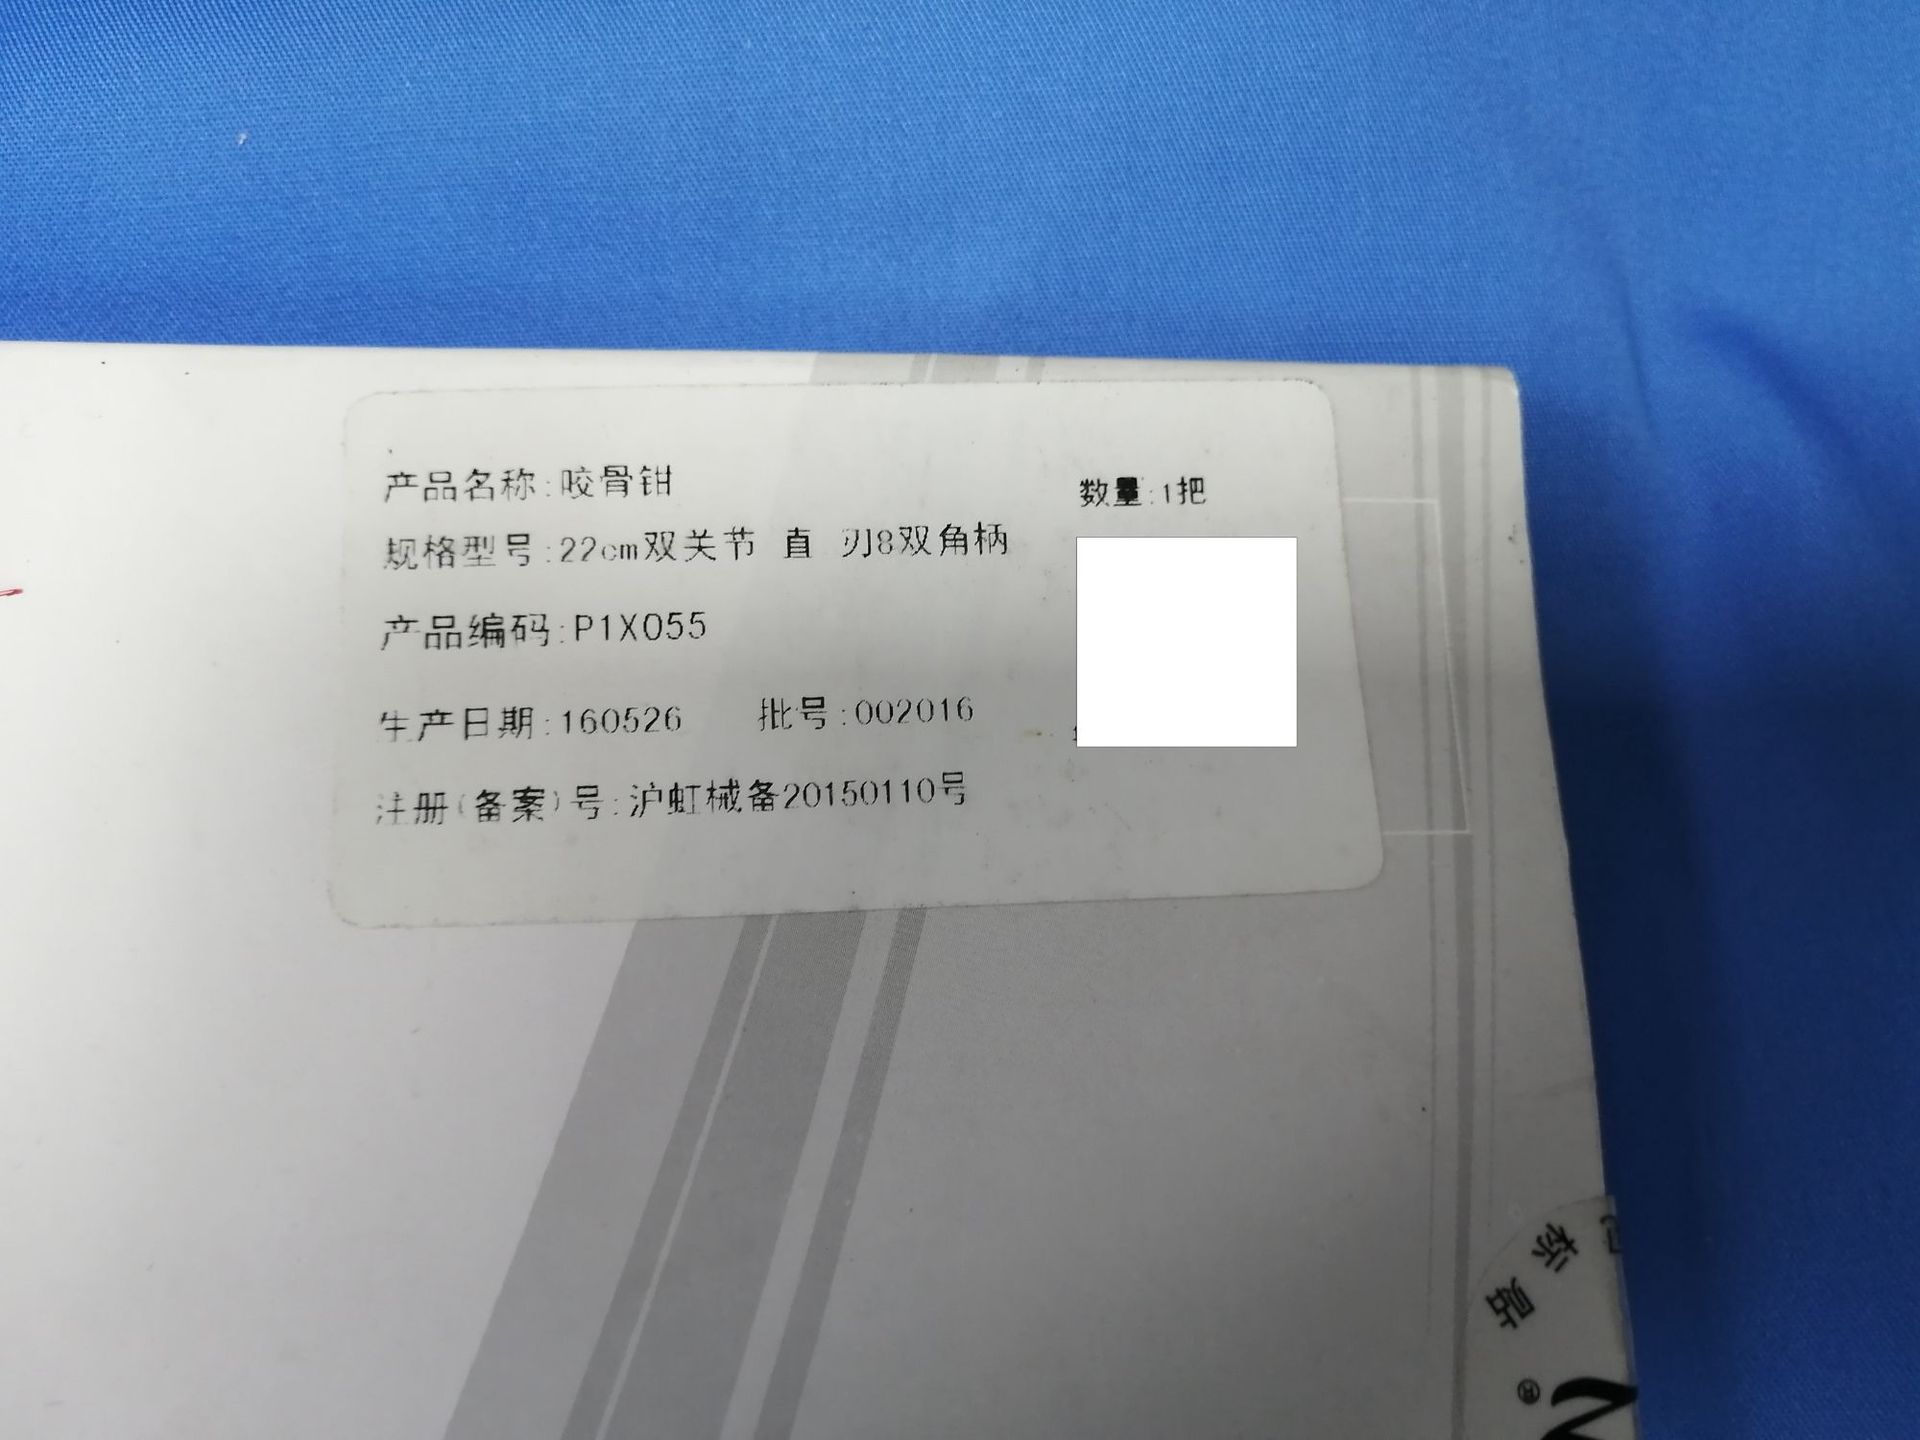 产品名称:咬骨钳
数量:1把
规格型号:22cm双关节 直 刃8双角柄
产品编码:P1X055
生产日期:160526 批号:002016
注册(备案)号:沪虹械备20150110号
标贴
®